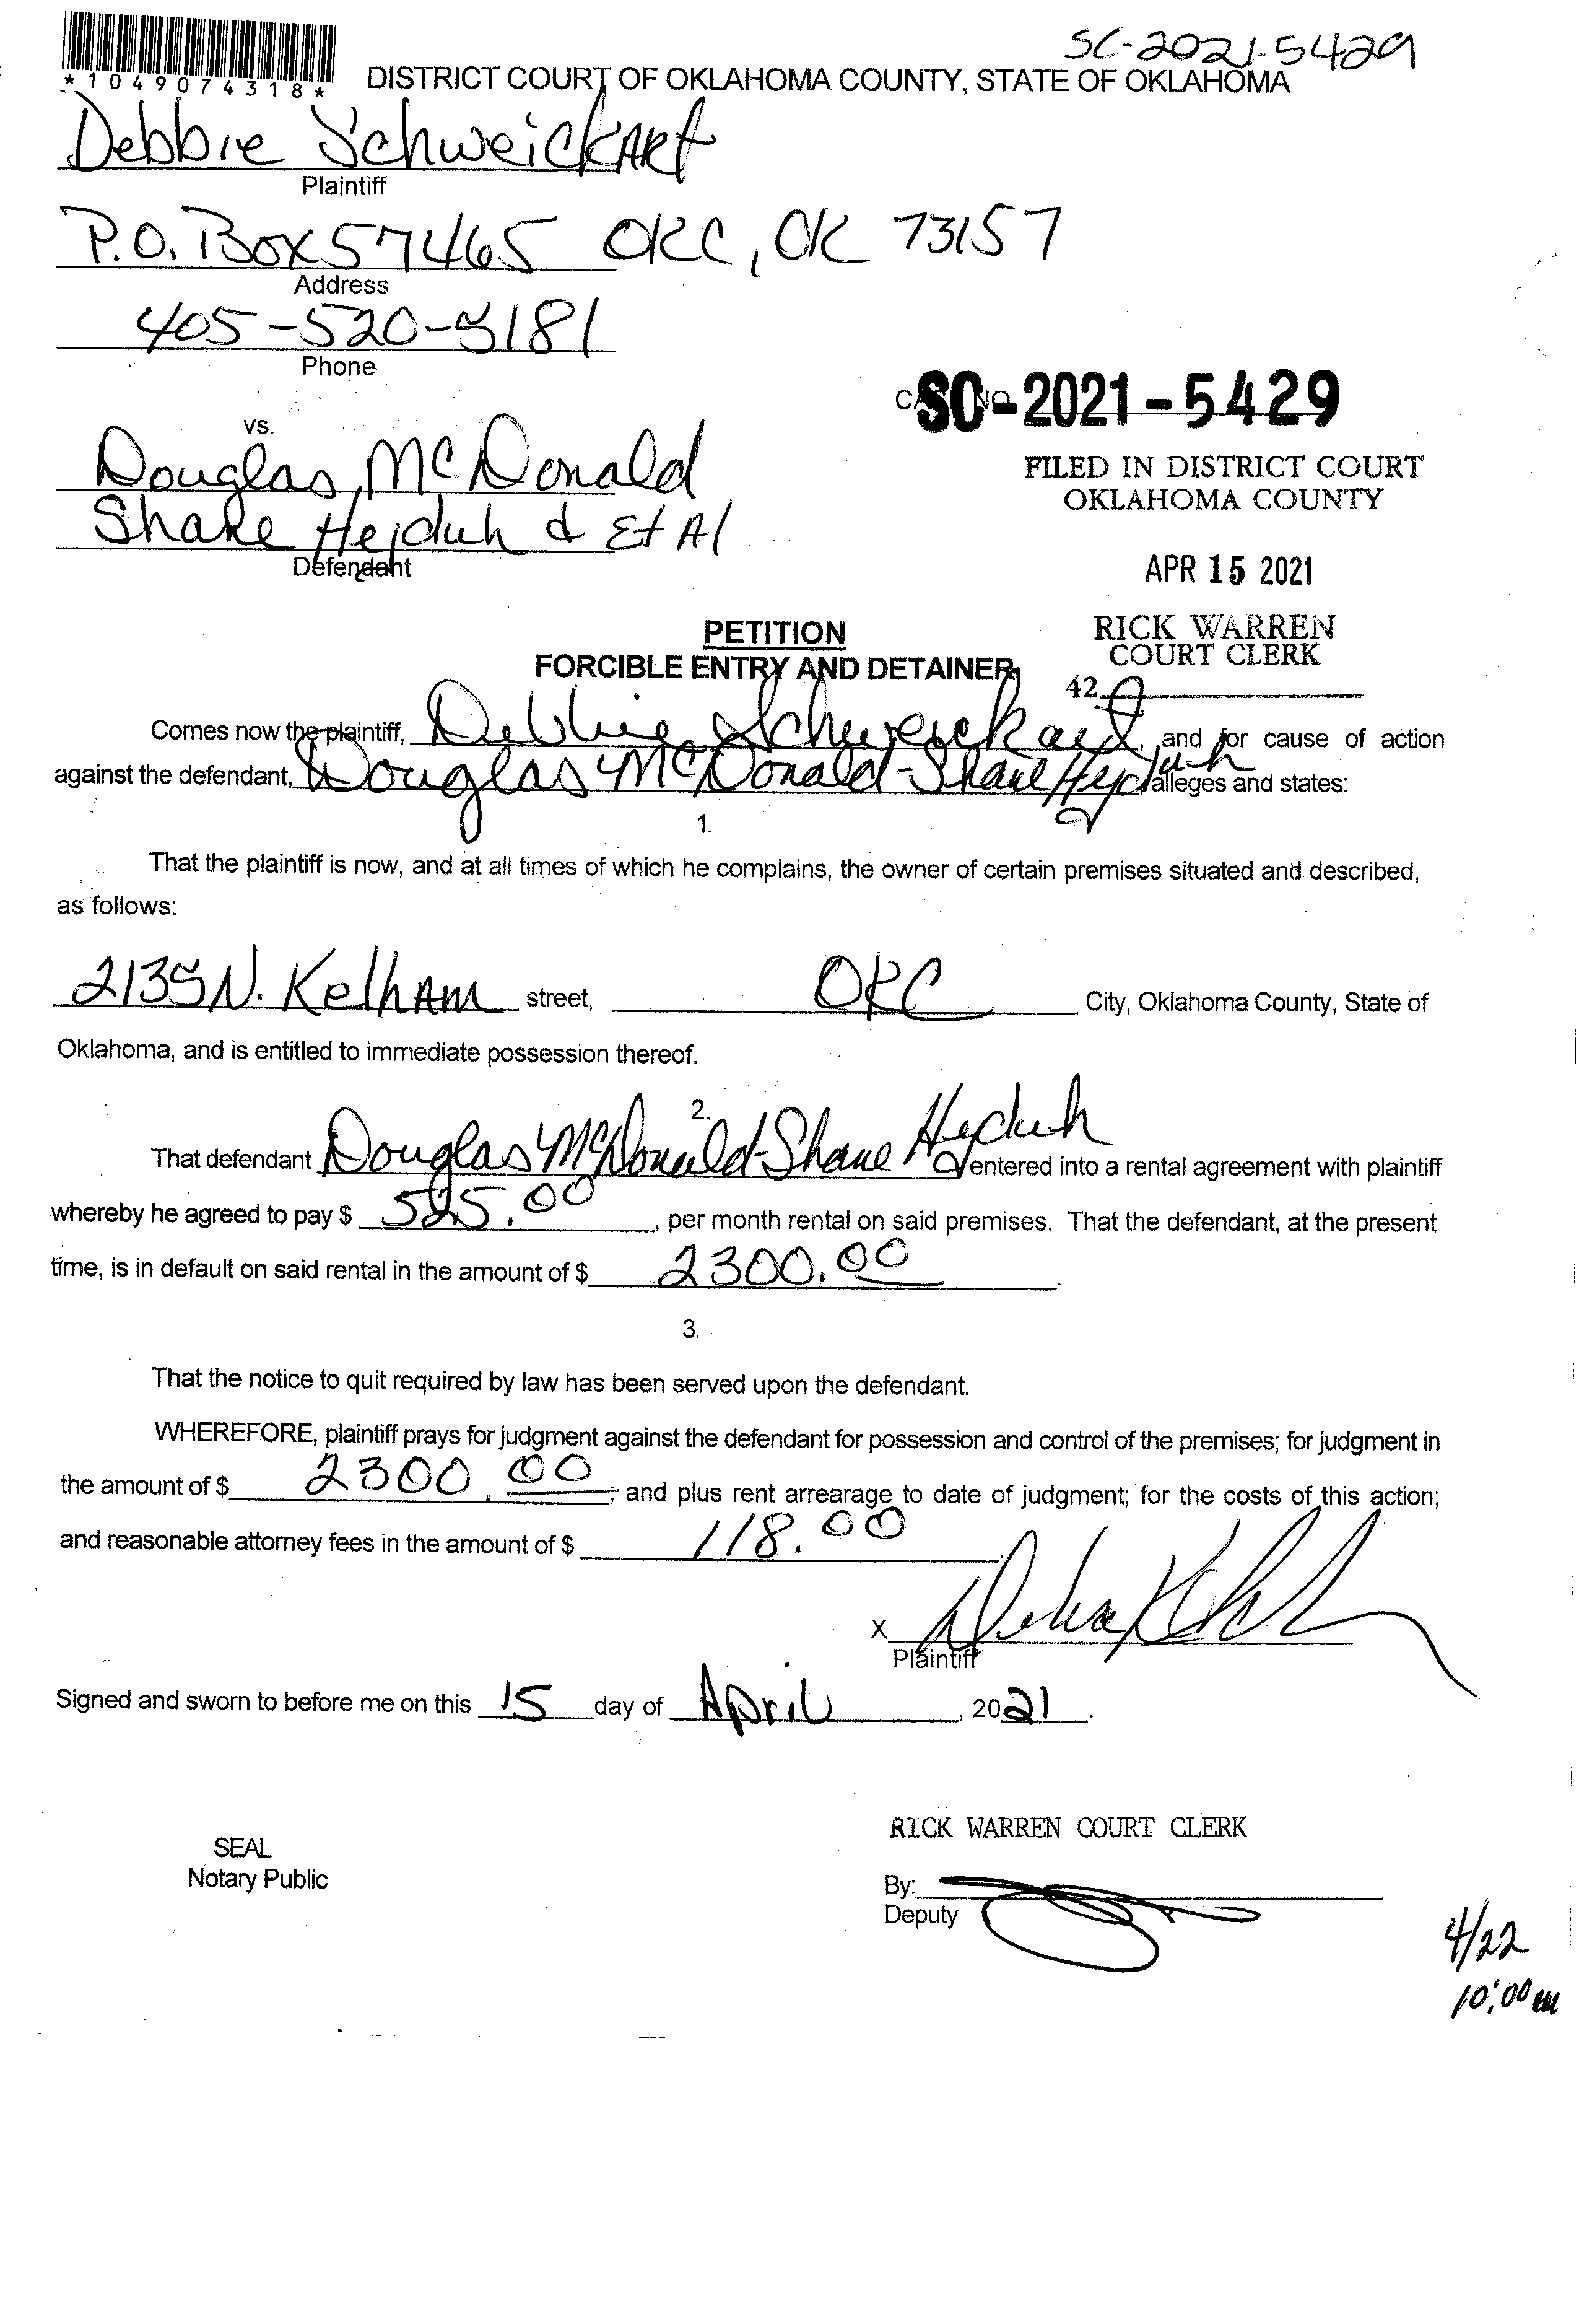 SC-2021-5429
*1049074318*
DISTRICT COURT OF OKLAHOMA COUNTY, STATE OF OKLAHOMA
Debbie Schweickart
Plaintiff
P.O. Box 57465 OKC, OK 73157
Address
405-520-5181
Phone
CASE NO.
SC-2021-5429
vs.
Douglas McDonald
Shane Hejduh & Et Al
Defendant
FILED IN DISTRICT COURT
OKLAHOMA COUNTY
APR 15 2021
RICK WARREN
COURT CLERK
42
PETITION
FORCIBLE ENTRY AND DETAINER
Comes now the plaintiff, Debbie Schweickart, and for cause of action
against the defendant, Douglas McDonald-Shane Hejduh alleges and states:
1.
That the plaintiff is now, and at all times of which he complains, the owner of certain premises situated and described,
as follows:
2135 N. Kelham street, OKC City, Oklahoma County, State of
Oklahoma, and is entitled to immediate possession thereof.
2.
That defendant Douglas McDonald-Shane Hejduh entered into a rental agreement with plaintiff
whereby he agreed to pay $ 525.00, per month rental on said premises. That the defendant, at the present
time, is in default on said rental in the amount of $ 2300.00.
3.
That the notice to quit required by law has been served upon the defendant.
WHEREFORE, plaintiff prays for judgment against the defendant for possession and control of the premises; for judgment in
the amount of $ 2300.00; and plus rent arrearage to date of judgment; for the costs of this action;
and reasonable attorney fees in the amount of $ 118.00.
X
Plaintiff
Signed and sworn to before me on this 15 day of April, 2021.
RICK WARREN COURT CLERK
SEAL
Notary Public
By:
Deputy
4/22
10:00 am